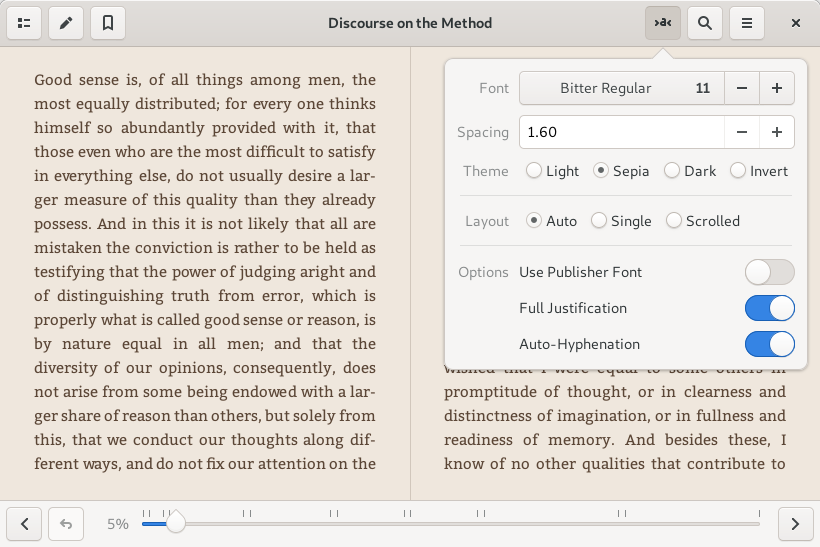 Discourse on the Method
›a‹
Good sense is, of all things among men, the
most equally distributed; for every one thinks
himself so abundantly provided with it, that
those even who are the most difficult to satisfy
in everything else, do not usually desire a lar-
ger measure of this quality than they already
possess. And in this it is not likely that all are
mistaken the conviction is rather to be held as
testifying that the power of judging aright and
of distinguishing truth from error, which is
properly what is called good sense or reason, is
by nature equal in all men; and that the
diversity of our opinions, consequently, does
not arise from some being endowed with a lar-
ger share of reason than others, but solely from
this, that we conduct our thoughts along dif-
ferent ways, and do not fix our attention on the
Font Bitter Regular 11
Spacing 1.60
Theme Light Sepia Dark Invert
Layout Auto Single Scrolled
Options Use Publisher Font
Full Justification
Auto-Hyphenation
wished that I were equal to some others in
promptitude of thought, or in clearness and
distinctness of imagination, or in fullness and
readiness of memory. And besides these, I
know of no other qualities that contribute to
5%